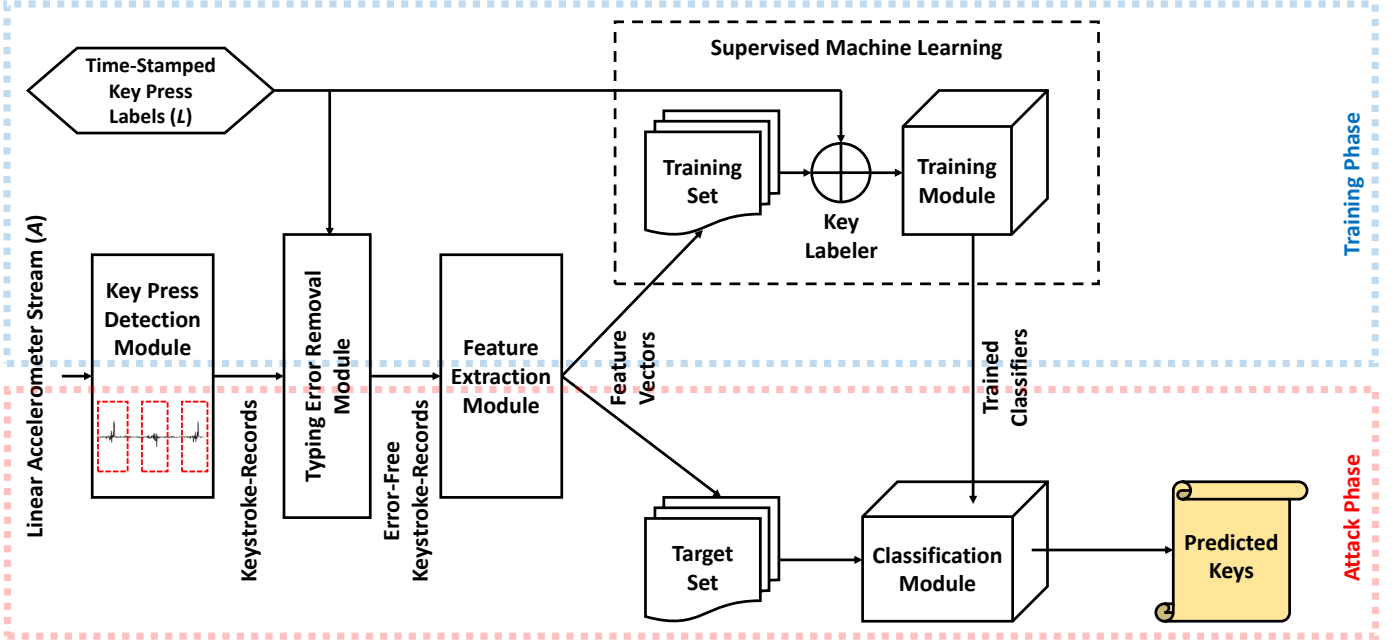 Supervised Machine Learning
Time-Stamped
Key Press
Labels (L)
Training
Set
Key
Labeler
Training
Module
Training Phase
Linear Accelerometer Stream (A)
Key Press
Detection
Module
Keystroke-Records
Typing Error Removal
Module
Error-Free
Keystroke-Records
Feature
Extraction
Module
Feature
Vectors
Trained
Classifiers
Target
Set
Classification
Module
Predicted
Keys
Attack Phase